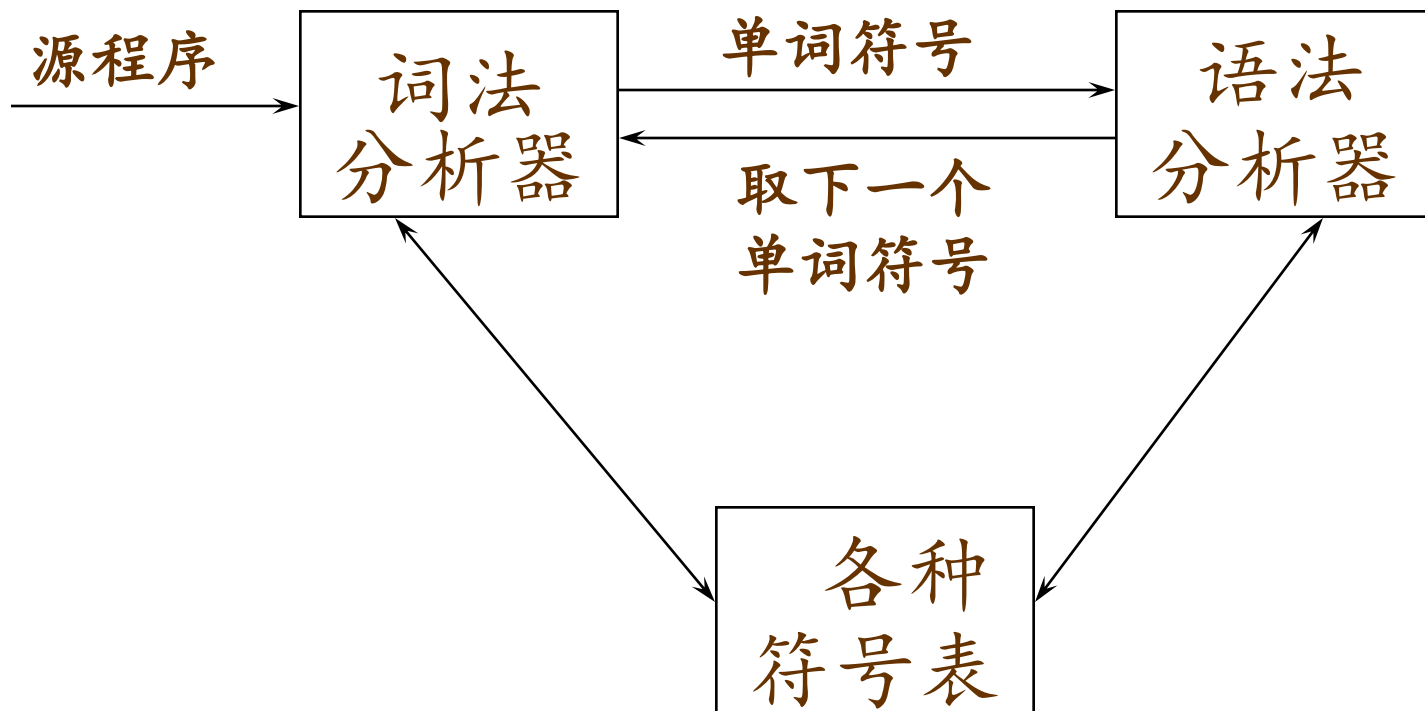 源程序
词法
分析器
单词符号
取下一个
单词符号
语法
分析器
各种
符号表